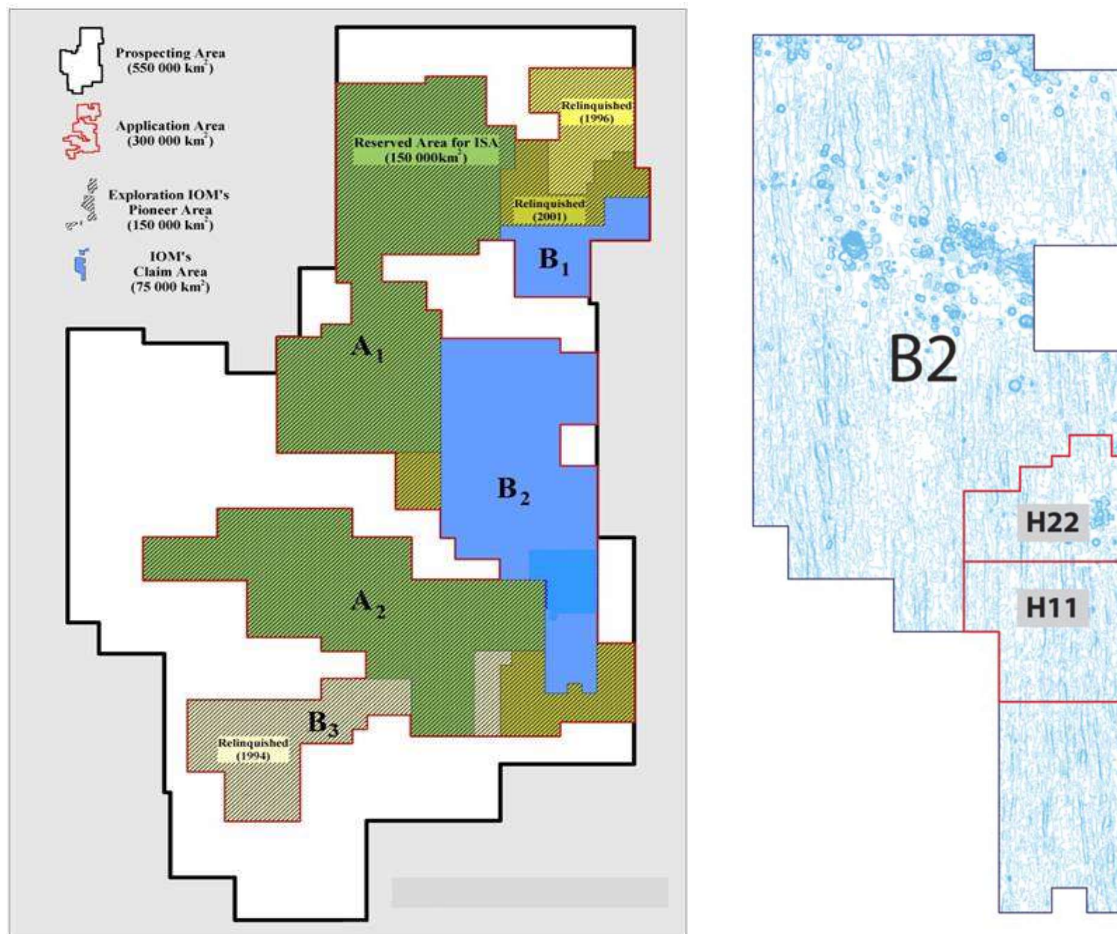 Prospecting Area
(550 000 km²)
Application Area
(300 000 km²)
Exploration IOM's
Pioneer Area
(150 000 km²)
IOM's
Claim Area
(75 000 km²)
Relinquished
(1996)
Reserved Area for ISA
(150 000km²)
Relinquished
(2001)
B₁
A₁
B₂
A₂
B₃
Relinquished
(1994)
B2
H22
H11